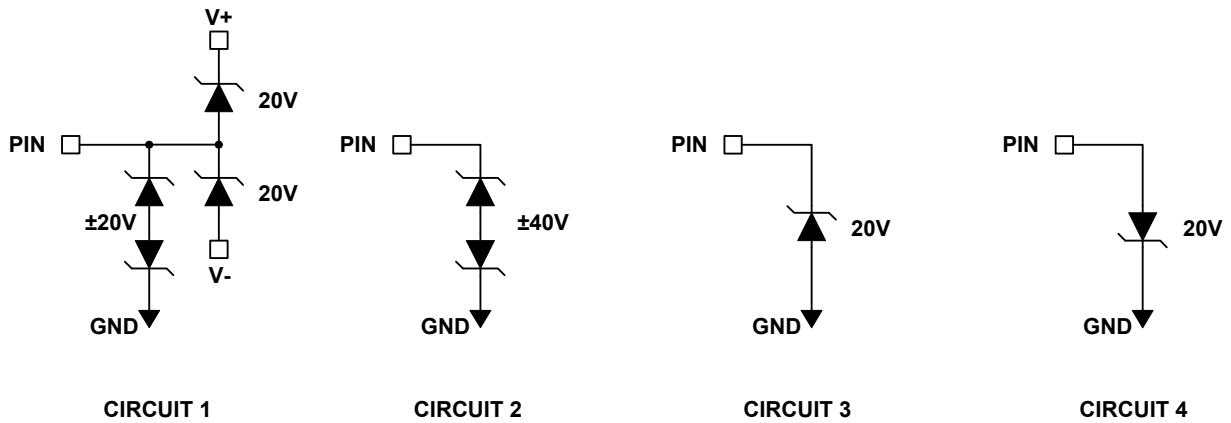 V+
20V
PIN
PIN
PIN
PIN
20V
±20V
±40V
20V
20V
V-
GND
GND
GND
GND
CIRCUIT 1
CIRCUIT 2
CIRCUIT 3
CIRCUIT 4